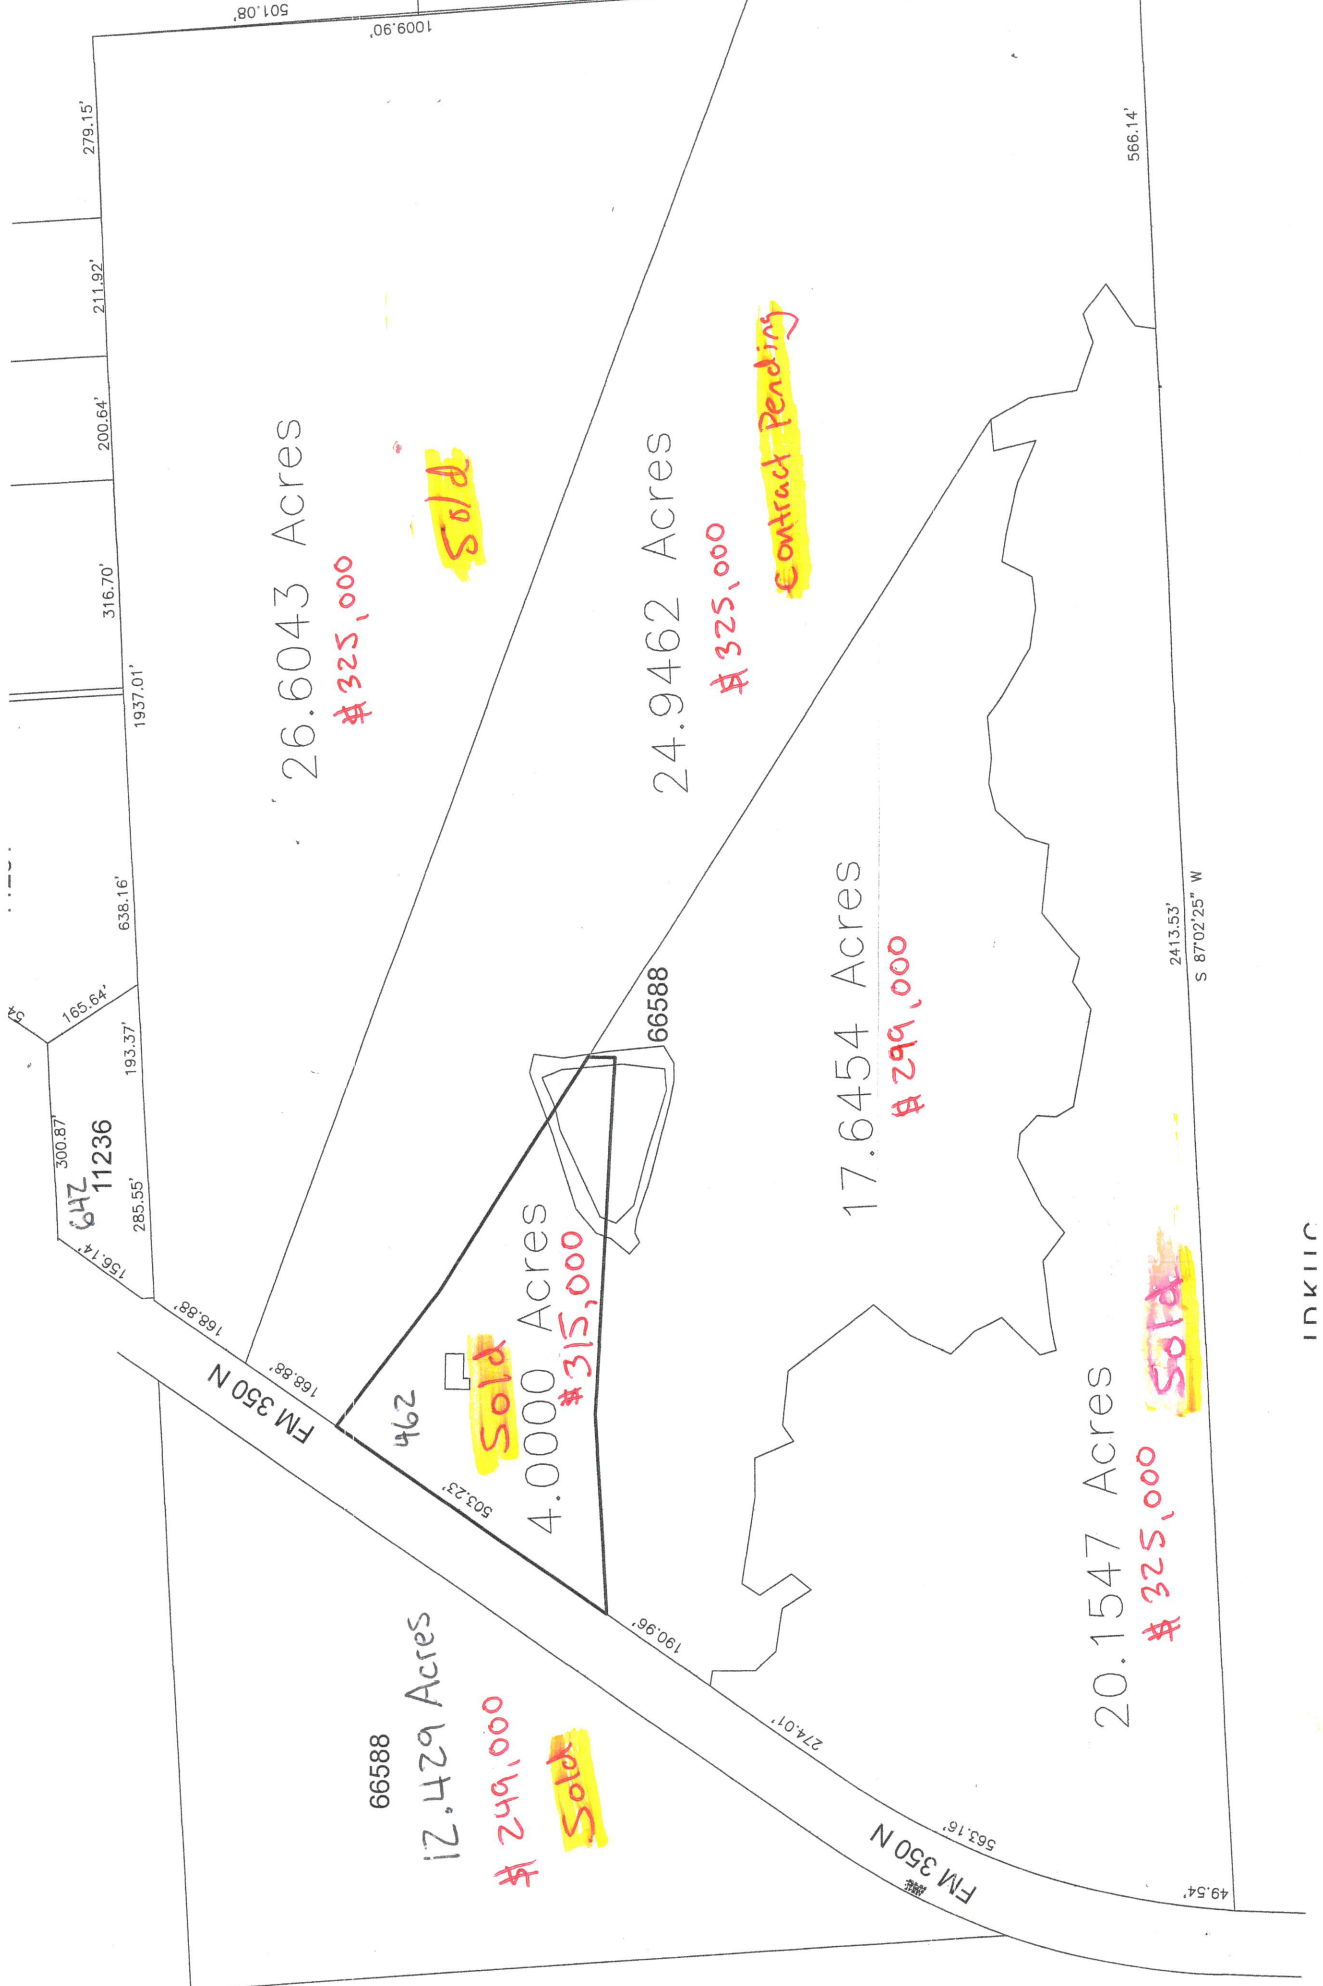 501.08'
1009.90'
279.15'
211.92'
200.64'
316.70'
1937.01'
638.16'
165.64'
193.37'
300.87'
642
11236
285.55'
156.14'
168.88'
FM 350 N
168.88'
26.6043 Acres
$325,000
Sold
24.9462 Acres
$325,000
Contract Pending
566.14'
66588
462
Sold
4.0000 Acres
$315,000
503.23'
17.6454 Acres
$299,000
2413.53'
S 87°02'25" W
190.96'
274.01'
20.1547 Acres
$325,000
Sold
66588
12.429 Acres
$249,000
Sold
FM 350 N
563.16'
49.54'